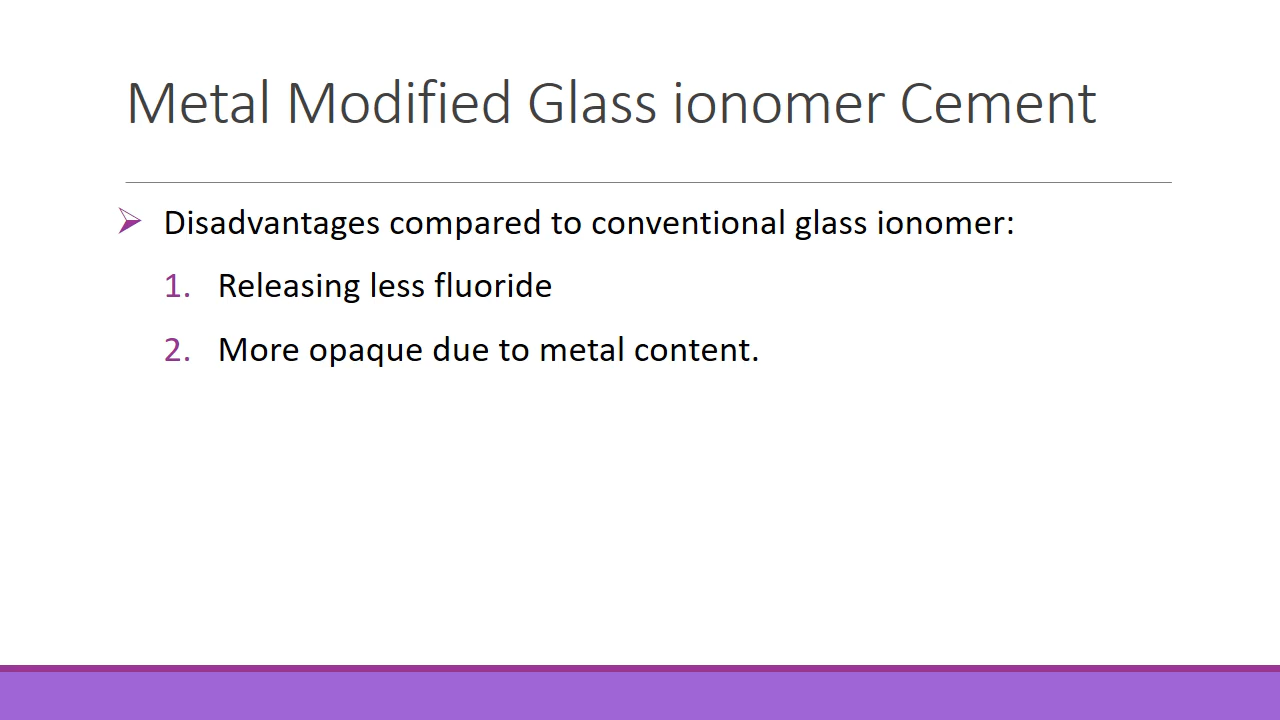 Metal Modified Glass ionomer Cement
Disadvantages compared to conventional glass ionomer:
1. Releasing less fluoride
2. More opaque due to metal content.